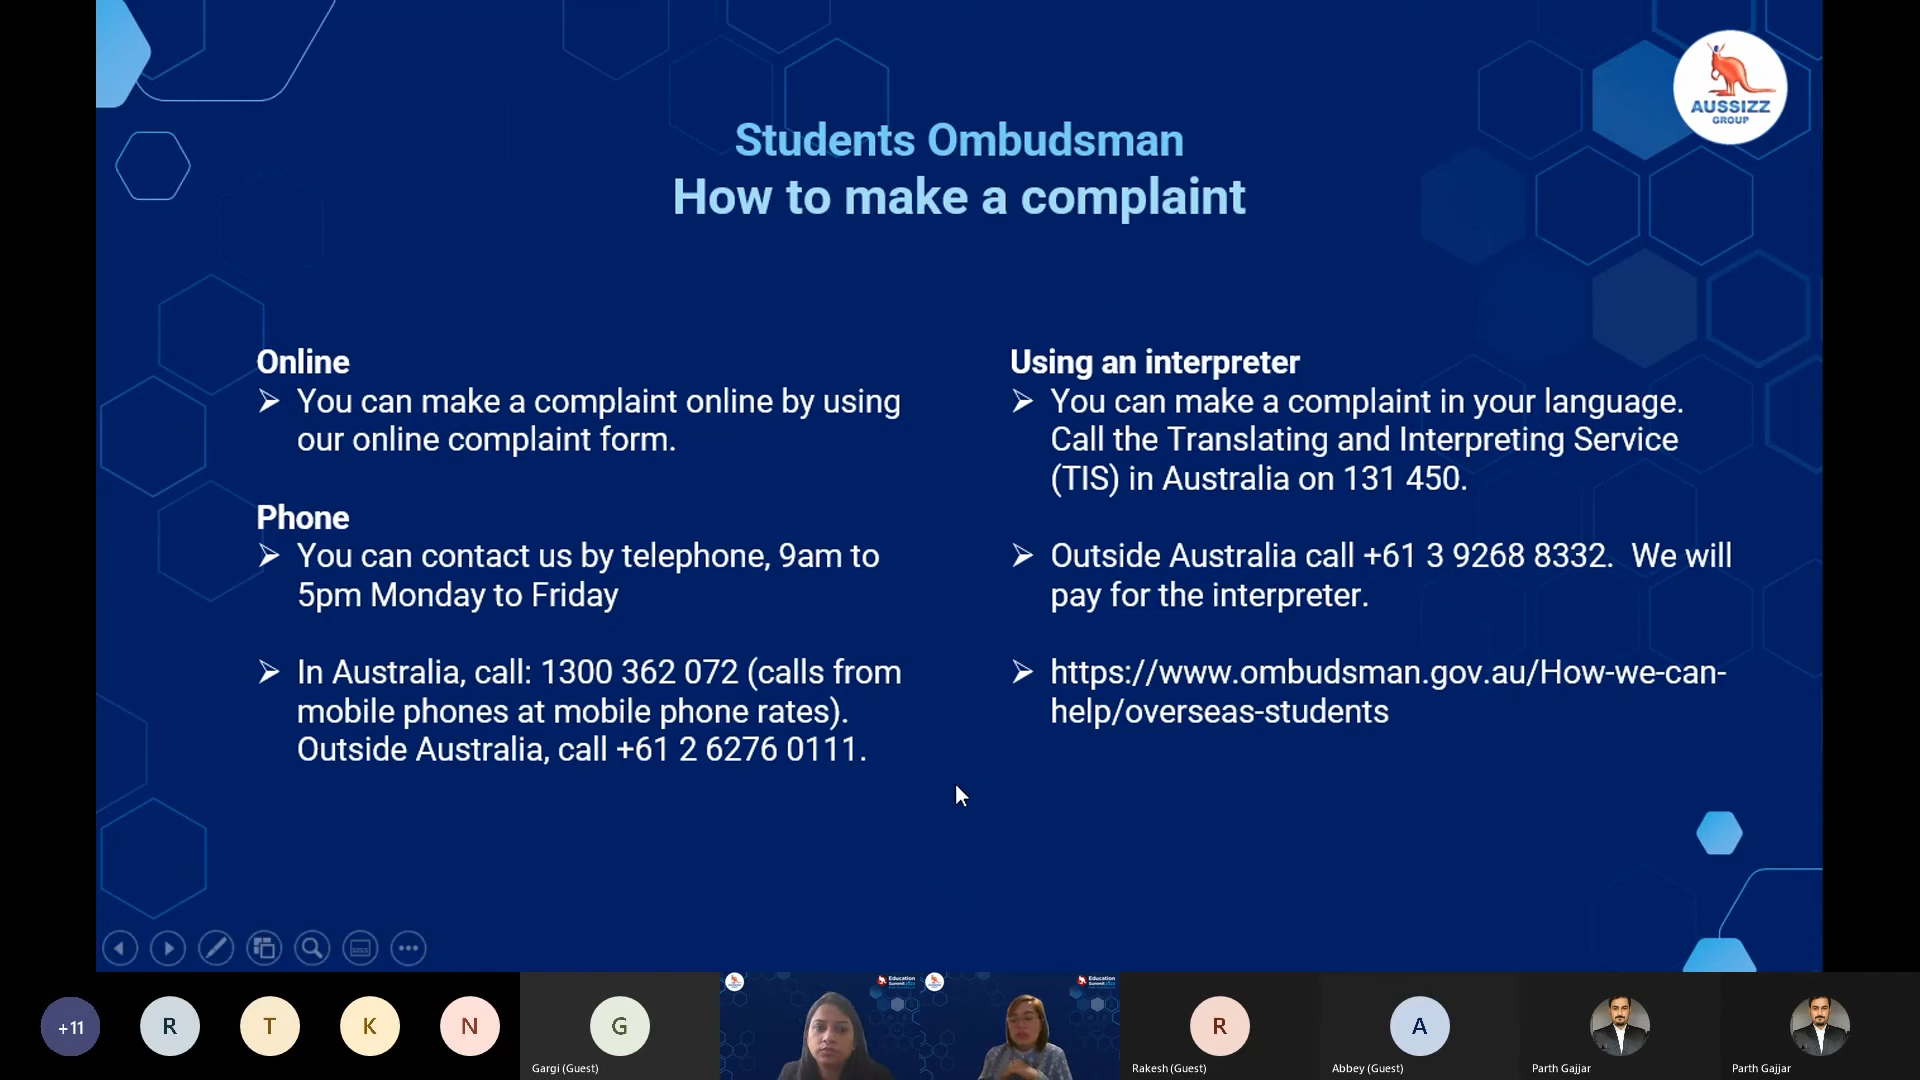 AUSSIZZ
GROUP
Students Ombudsman
How to make a complaint
Online
➢ You can make a complaint online by using
our online complaint form.
Phone
➢ You can contact us by telephone, 9am to
5pm Monday to Friday
➢ In Australia, call: 1300 362 072 (calls from
mobile phones at mobile phone rates).
Outside Australia, call +61 2 6276 0111.
Using an interpreter
➢ You can make a complaint in your language.
Call the Translating and Interpreting Service
(TIS) in Australia on 131 450.
➢ Outside Australia call +61 3 9268 8332.  We will
pay for the interpreter.
➢ https://www.ombudsman.gov.au/How-we-can-
help/overseas-students
+11
R
T
K
N
G
Gargi (Guest)
Education
Summit
Education
Summit
R
Rakesh (Guest)
A
Abbey (Guest)
Parth Gajjar
Parth Gajjar